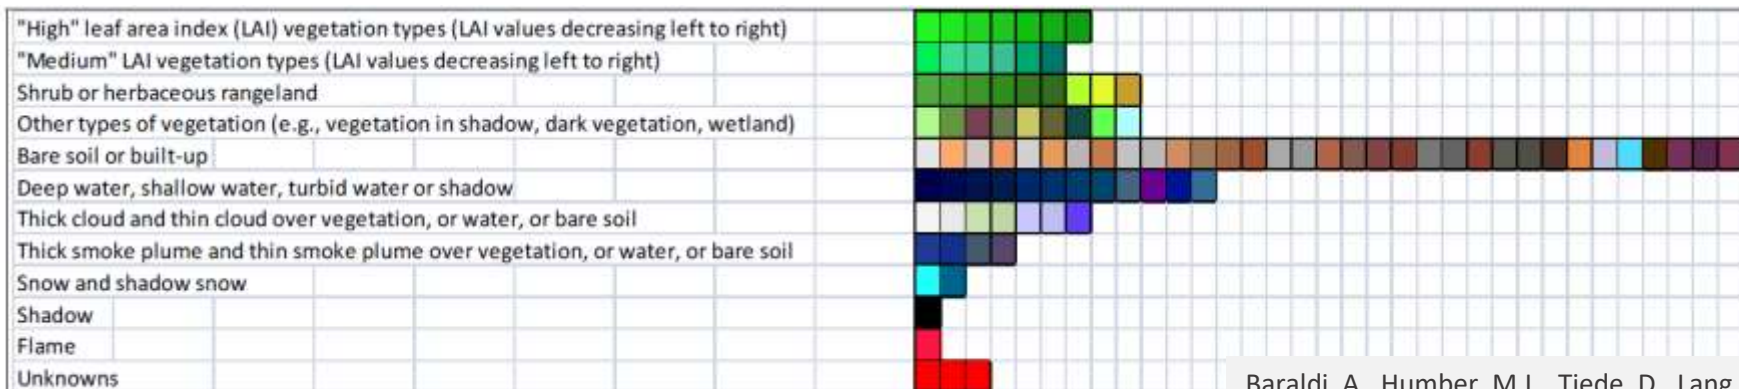 "High" leaf area index (LAI) vegetation types (LAI values decreasing left to right)
"Medium" LAI vegetation types (LAI values decreasing left to right)
Shrub or herbaceous rangeland
Other types of vegetation (e.g., vegetation in shadow, dark vegetation, wetland)
Bare soil or built-up
Deep water, shallow water, turbid water or shadow
Thick cloud and thin cloud over vegetation, or water, or bare soil
Thick smoke plume and thin smoke plume over vegetation, or water, or bare soil
Snow and shadow snow
Shadow
Flame
Unknowns
Baraldi, A., Humber, M.L., Tiede, D., Lang